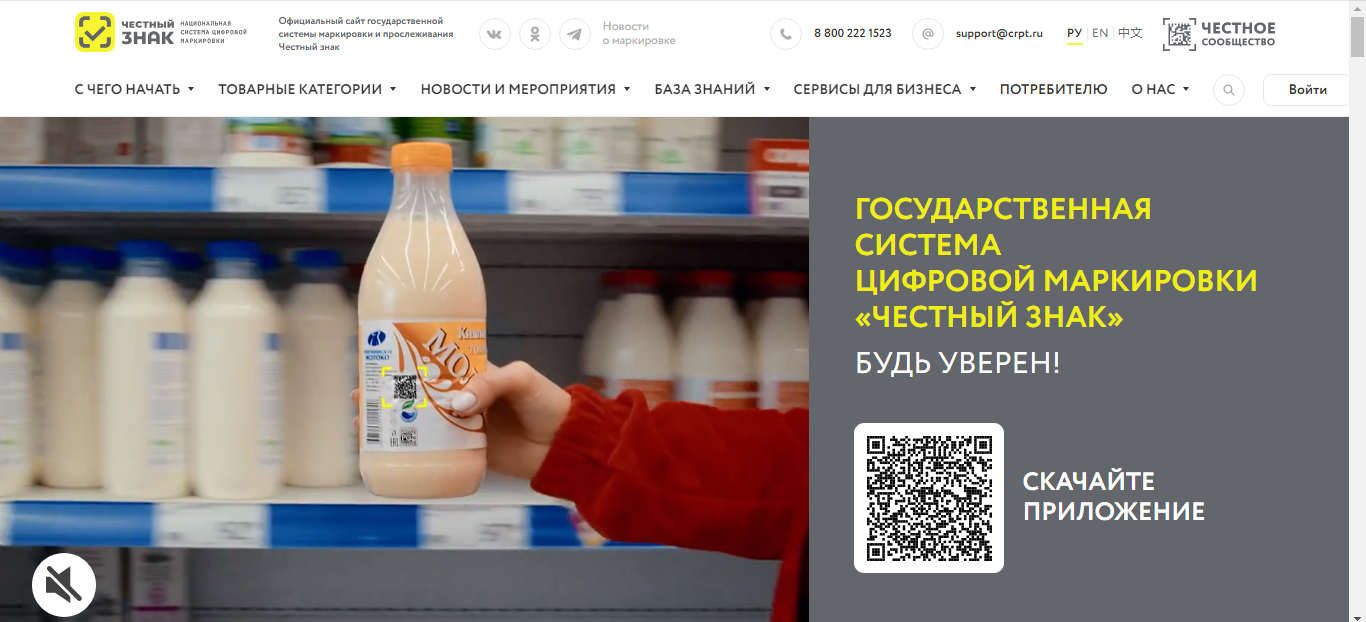 ЧЕСТНЫЙ
ЗНАК
НАЦИОНАЛЬНАЯ
СИСТЕМА ЦИФРОВОЙ
МАРКИРОВКИ
Официальный сайт государственной
системы маркировки и прослеживания
Честный знак
Новости
о маркировке
8 800 222 1523
@
support@crpt.ru
РУ EN 中文
ЧЕСТНОЕ
СООБЩЕСТВО
С ЧЕГО НАЧАТЬ ТОВАРНЫЕ КАТЕГОРИИ НОВОСТИ И МЕРОПРИЯТИЯ БАЗА ЗНАНИЙ СЕРВИСЫ ДЛЯ БИЗНЕСА ПОТРЕБИТЕЛЮ О НАС Войти
ГОСУДАРСТВЕННАЯ
СИСТЕМА
ЦИФРОВОЙ МАРКИРОВКИ
«ЧЕСТНЫЙ ЗНАК»
БУДЬ УВЕРЕН!
МОЛОКО
СКАЧАЙТЕ
ПРИЛОЖЕНИЕ